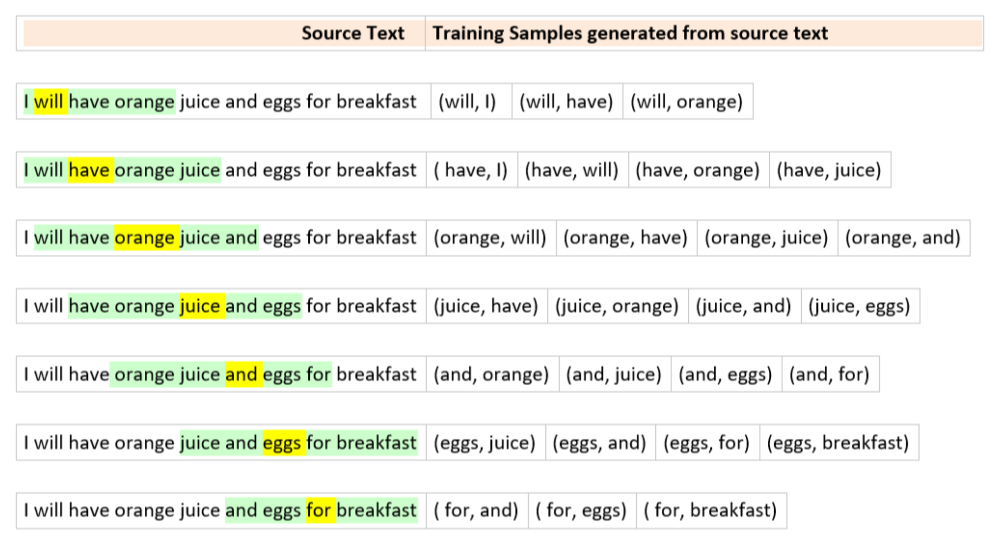 Source Text Training Samples generated from source text
I will have orange juice and eggs for breakfast (will, I) (will, have) (will, orange)
I will have orange juice and eggs for breakfast ( have, I) (have, will) (have, orange) (have, juice)
I will have orange juice and eggs for breakfast (orange, will) (orange, have) (orange, juice) (orange, and)
I will have orange juice and eggs for breakfast (juice, have) (juice, orange) (juice, and) (juice, eggs)
I will have orange juice and eggs for breakfast (and, orange) (and, juice) (and, eggs) (and, for)
I will have orange juice and eggs for breakfast (eggs, juice) (eggs, and) (eggs, for) (eggs, breakfast)
I will have orange juice and eggs for breakfast ( for, and) ( for, eggs) ( for, breakfast)